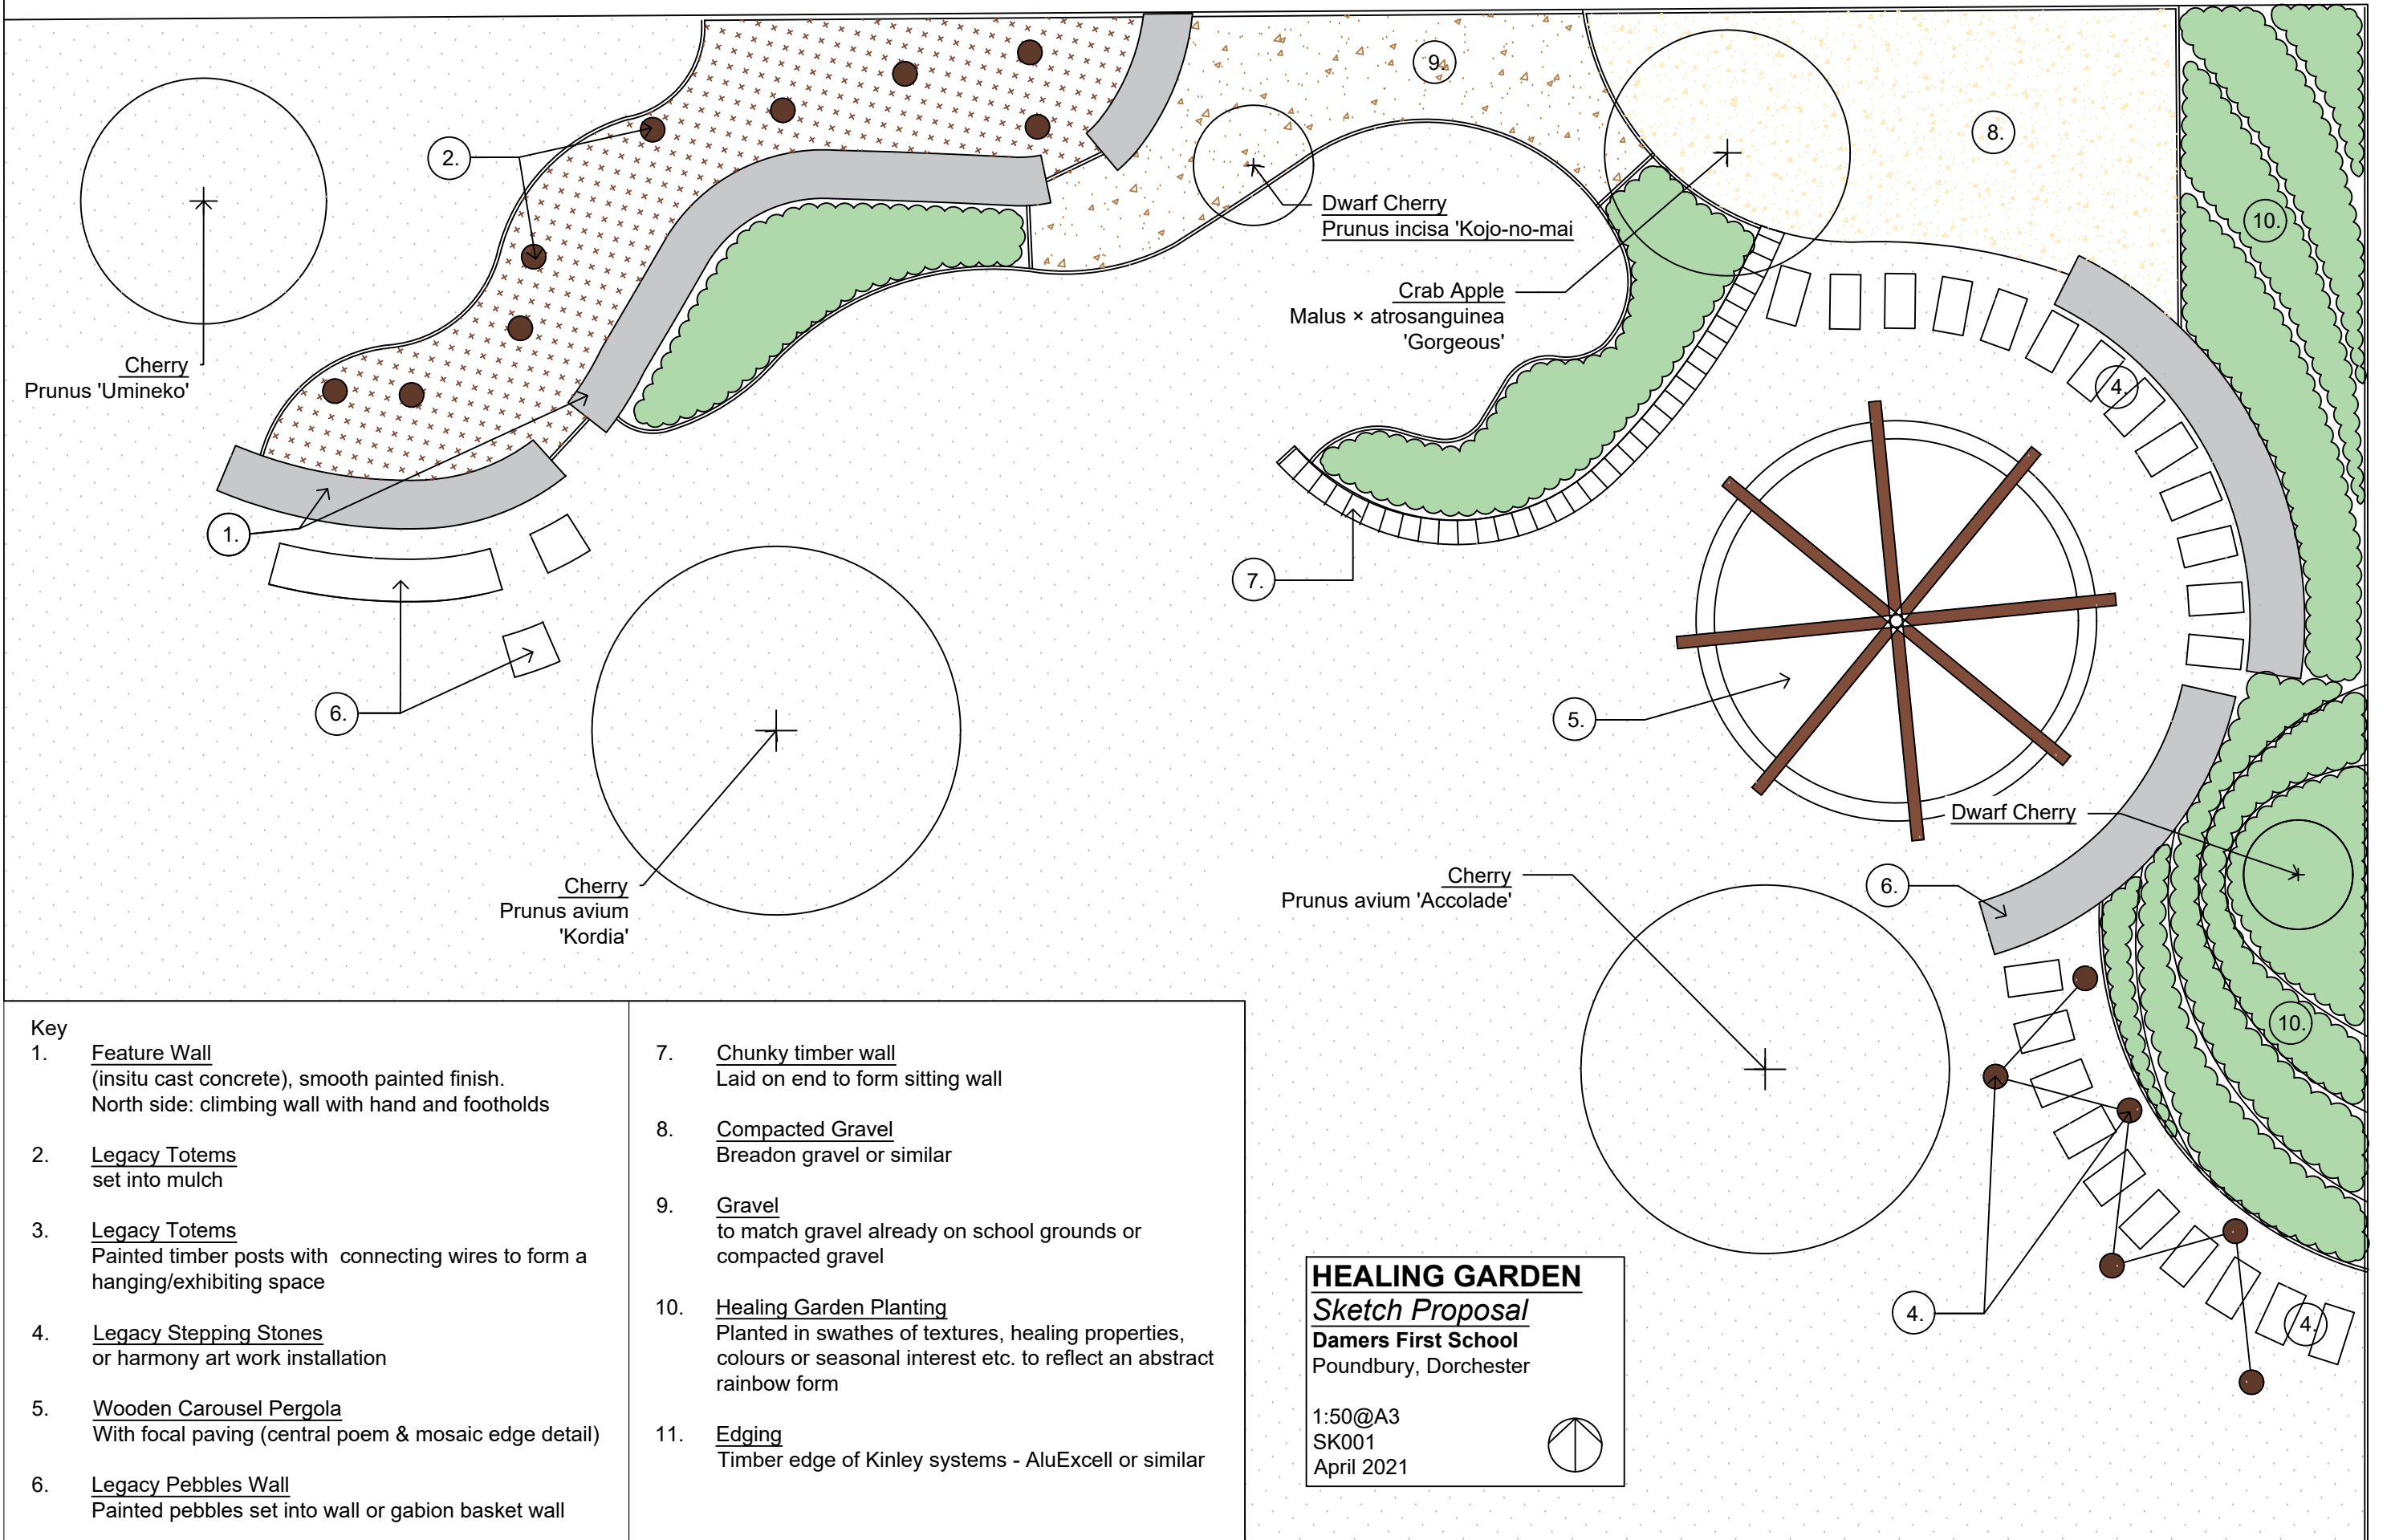 9.
8.
2.
10.
Dwarf Cherry
Prunus incisa 'Kojo-no-mai
Crab Apple
Malus × atrosanguinea
'Gorgeous'
Cherry
Prunus 'Umineko'
4.
1.
7.
6.
5.
Dwarf Cherry
Cherry
Prunus avium
'Kordia'
Cherry
Prunus avium 'Accolade'
6.
10.
4.
4.
Key
1. Feature Wall
(insitu cast concrete), smooth painted finish.
North side: climbing wall with hand and footholds
2. Legacy Totems
set into mulch
3. Legacy Totems
Painted timber posts with connecting wires to form a
hanging/exhibiting space
4. Legacy Stepping Stones
or harmony art work installation
5. Wooden Carousel Pergola
With focal paving (central poem & mosaic edge detail)
6. Legacy Pebbles Wall
Painted pebbles set into wall or gabion basket wall
7. Chunky timber wall
Laid on end to form sitting wall
8. Compacted Gravel
Breadon gravel or similar
9. Gravel
to match gravel already on school grounds or
compacted gravel
10. Healing Garden Planting
Planted in swathes of textures, healing properties,
colours or seasonal interest etc. to reflect an abstract
rainbow form
11. Edging
Timber edge of Kinley systems - AluExcell or similar
HEALING GARDEN
Sketch Proposal
Damers First School
Poundbury, Dorchester
1:50@A3
SK001
April 2021